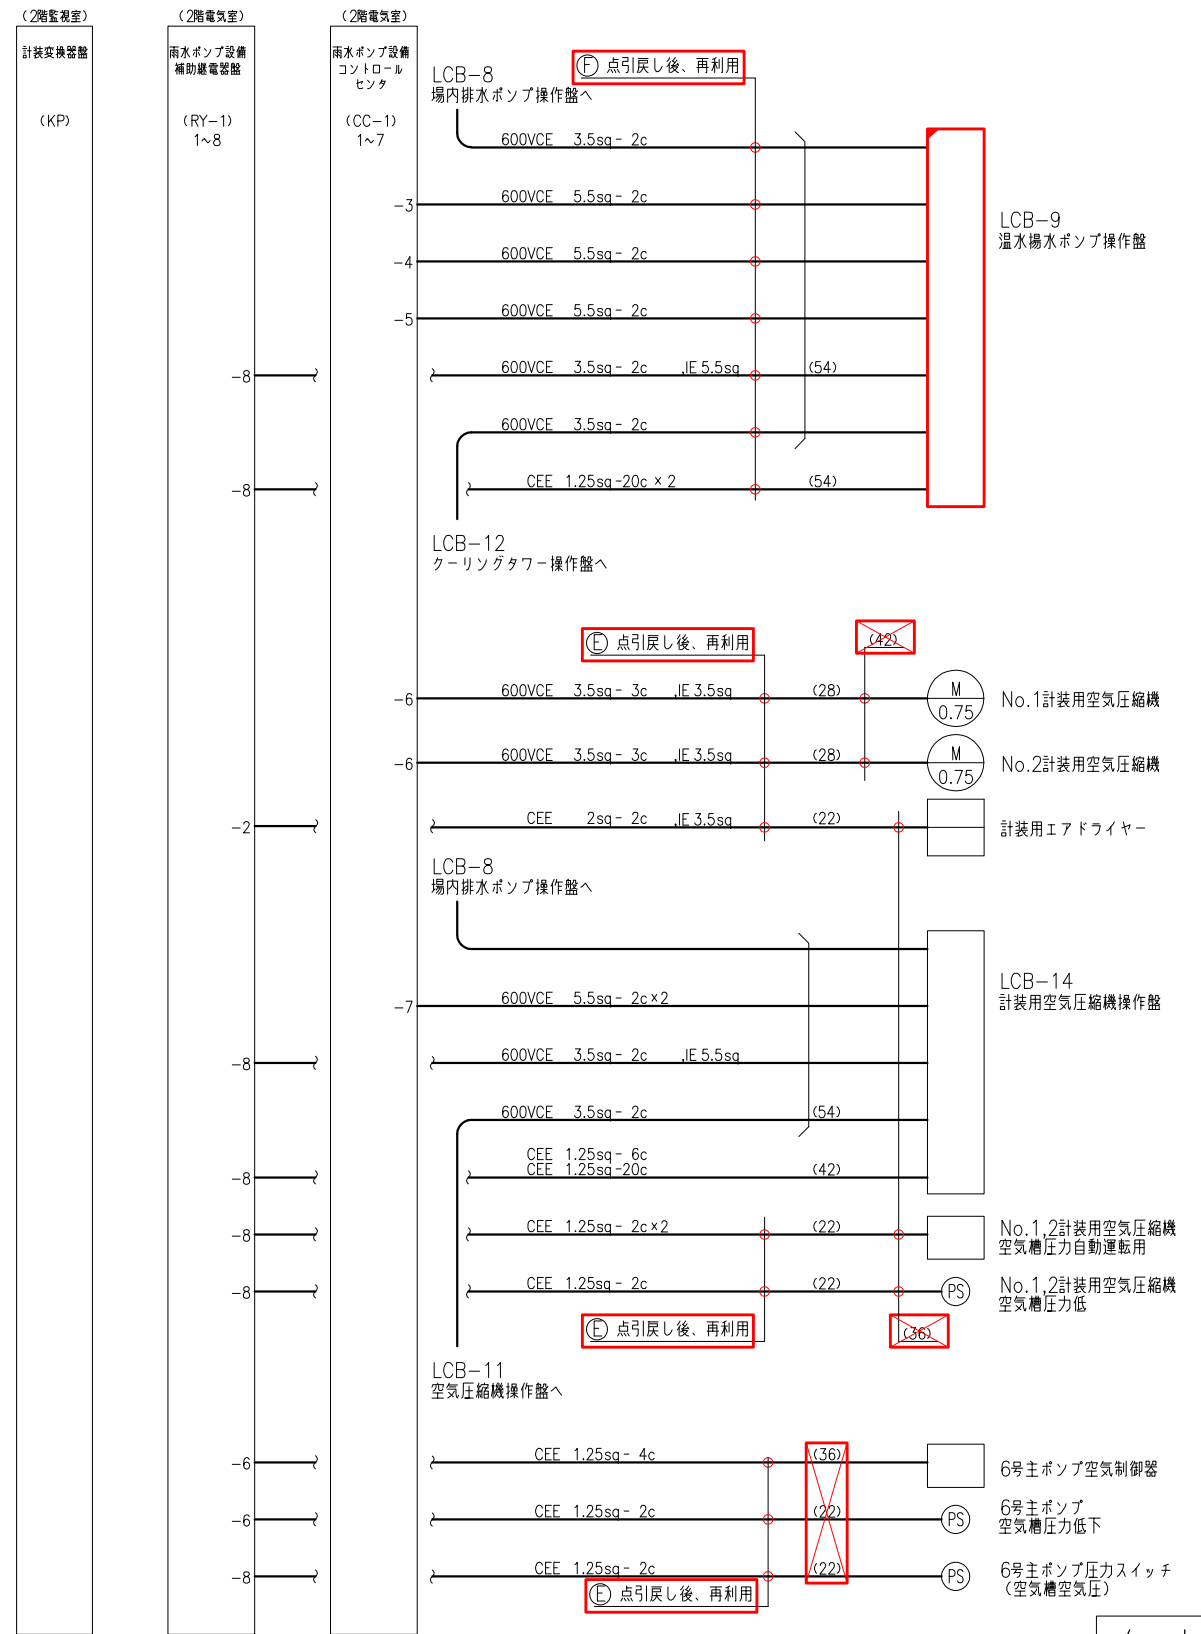 (2階監視室)
計装変換器盤
(KP)
(2階電気室)
雨水ポンプ設備
補助継電器盤
(RY-1)
1~8
(2階電気室)
雨水ポンプ設備
コントロール
センタ
(CC-1)
1~7
LCB-8
場内排水ポンプ操作盤へ
Ⓕ 点引戻し後、再利用
600VCE 3.5sq- 2c
-3 600VCE 5.5sq- 2c
LCB-9
温水揚水ポンプ操作盤
-4 600VCE 5.5sq- 2c
-5 600VCE 5.5sq- 2c
-8 600VCE 3.5sq- 2c ,IE 5.5sq (54)
600VCE 3.5sq- 2c
-8 CEE 1.25sq-20c × 2 (54)
LCB-12
クーリングタワー操作盤へ
Ⓔ 点引戻し後、再利用
(42)
-6 600VCE 3.5sq- 3c ,IE 3.5sq (28) M 0.75 No.1計装用空気圧縮機
-6 600VCE 3.5sq- 3c ,IE 3.5sq (28) M 0.75 No.2計装用空気圧縮機
-2 CEE 2sq- 2c ,IE 3.5sq (22) 計装用エアドライヤー
LCB-8
場内排水ポンプ操作盤へ
LCB-14
計装用空気圧縮機操作盤
-7 600VCE 5.5sq- 2c×2
-8 600VCE 3.5sq- 2c ,IE 5.5sq
600VCE 3.5sq- 2c (54)
CEE 1.25sq- 6c
-8 CEE 1.25sq-20c (42)
-8 CEE 1.25sq- 2c×2 (22) No.1,2計装用空気圧縮機
空気槽圧力自動運転用
-8 CEE 1.25sq- 2c (22) PS No.1,2計装用空気圧縮機
空気槽圧力低
Ⓔ 点引戻し後、再利用
(36)
LCB-11
空気圧縮機操作盤へ
-6 CEE 1.25sq- 4c (36) 6号主ポンプ空気制御器
-6 CEE 1.25sq- 2c (22) PS 6号主ポンプ
空気槽圧力低下
-8 CEE 1.25sq- 2c (22) PS 6号主ポンプ圧力スイッチ
(空気槽空気圧)
Ⓔ 点引戻し後、再利用